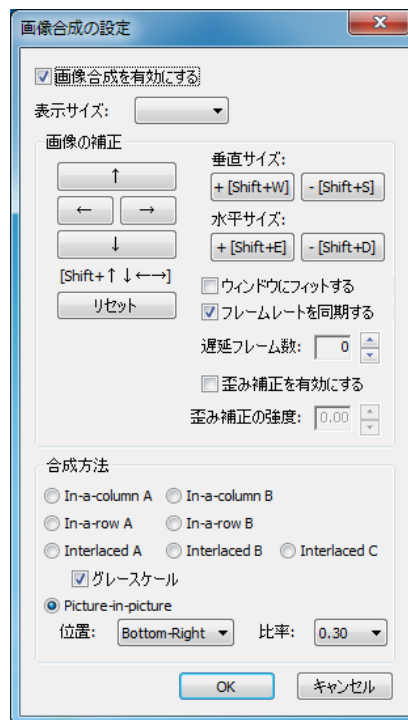 画像合成の設定
画像合成を有効にする
表示サイズ:
画像の補正
↑
← →
↓
[Shift+↑↓←→]
リセット
垂直サイズ:
+ [Shift+W] - [Shift+S]
水平サイズ:
+ [Shift+E] - [Shift+D]
ウィンドウにフィットする
フレームレートを同期する
遅延フレーム数: 0
歪み補正を有効にする
歪み補正の強度: 0.00
合成方法
In-a-column A In-a-column B
In-a-row A In-a-row B
Interlaced A Interlaced B Interlaced C
グレースケール
Picture-in-picture
位置: Bottom-Right 比率: 0.30
OK キャンセル